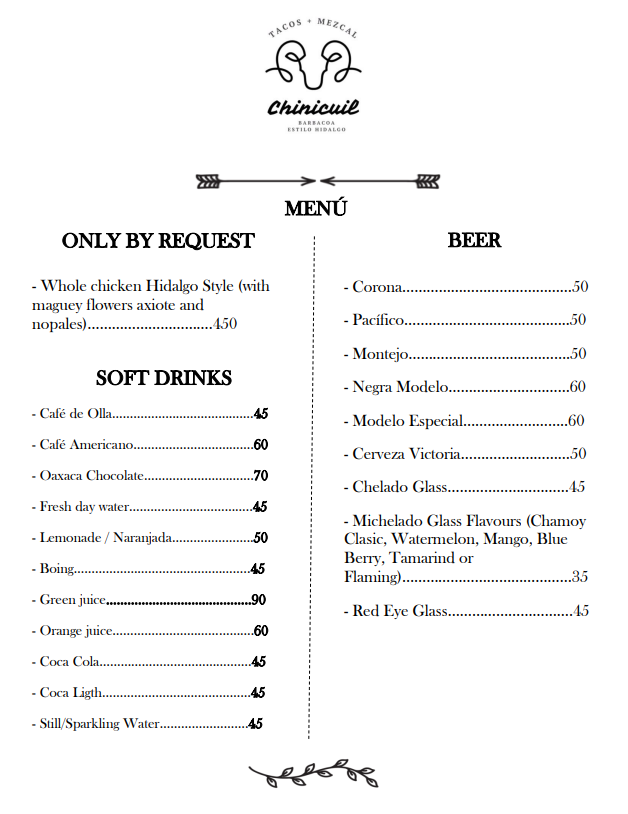 TACOS + MEZCAL
Chinicuil
BARBACOA
ESTILO HIDALGO
MENÚ
ONLY BY REQUEST
- Whole chicken Hidalgo Style (with
maguey flowers axiote and
nopales)..............................450
SOFT DRINKS
- Café de Olla........................................45
- Café Americano..................................60
- Oaxaca Chocolate...............................70
- Fresh day water...................................45
- Lemonade / Naranjada.......................50
- Boing..................................................45
- Green juice.........................................90
- Orange juice........................................60
- Coca Cola...........................................45
- Coca Ligth..........................................45
- Still/Sparkling Water.........................45
BEER
- Corona.........................................50
- Pacífico........................................50
- Montejo.......................................50
- Negra Modelo.............................60
- Modelo Especial.........................60
- Cerveza Victoria..........................50
- Chelado Glass.............................45
- Michelado Glass Flavours (Chamoy
Clasic, Watermelon, Mango, Blue
Berry, Tamarind or
Flaming).........................................35
- Red Eye Glass..............................45